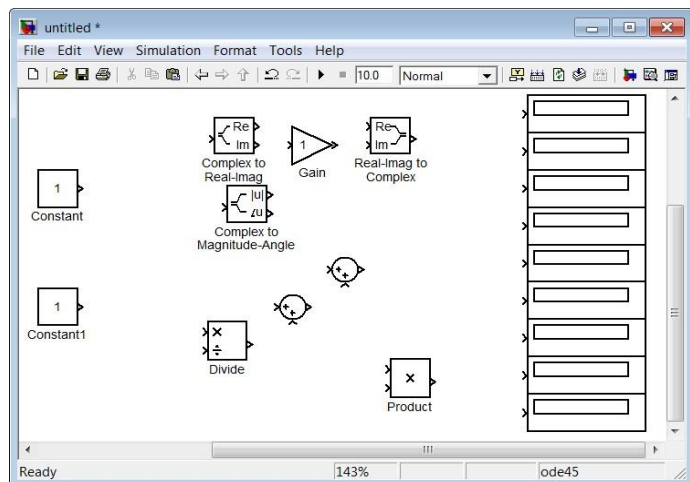 untitled *
File Edit View Simulation Format Tools Help
10.0 Normal
Re
Im
Complex to
Real-Imag
1
Gain
Re
Im
Real-Imag to
Complex
1
Constant
|u|
∠u
Complex to
Magnitude-Angle
+
+
+
+
1
Constant1
×
÷
Divide
×
Product
Ready 143% ode45